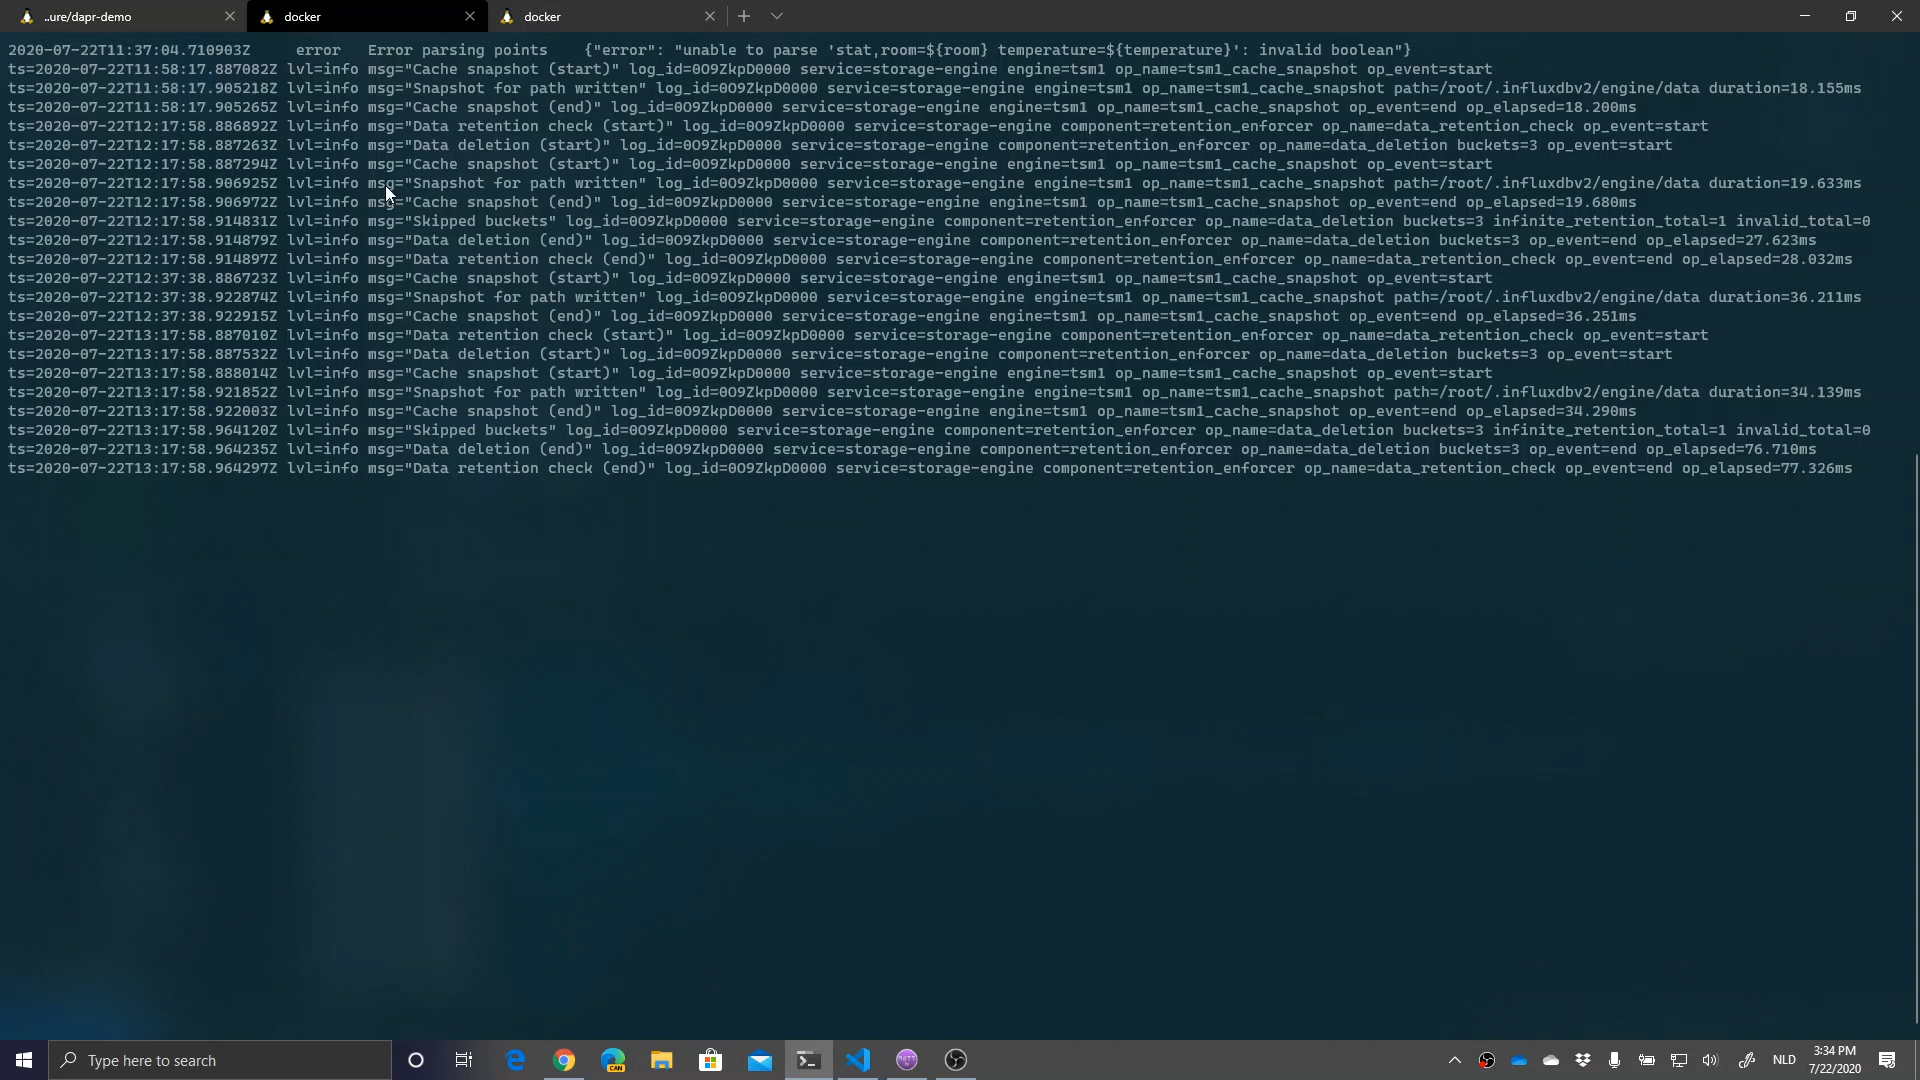 ..ure/dapr-demo
docker
docker
2020-07-22T11:37:04.710903Z     error   Error parsing points    {"error": "unable to parse 'stat,room=${room} temperature=${temperature}': invalid boolean"}
ts=2020-07-22T11:58:17.887082Z lvl=info msg="Cache snapshot (start)" log_id=0O9ZkpD0000 service=storage-engine engine=tsm1 op_name=tsm1_cache_snapshot op_event=start
ts=2020-07-22T11:58:17.905218Z lvl=info msg="Snapshot for path written" log_id=0O9ZkpD0000 service=storage-engine engine=tsm1 op_name=tsm1_cache_snapshot path=/root/.influxdbv2/engine/data duration=18.155ms
ts=2020-07-22T11:58:17.905265Z lvl=info msg="Cache snapshot (end)" log_id=0O9ZkpD0000 service=storage-engine engine=tsm1 op_name=tsm1_cache_snapshot op_event=end op_elapsed=18.200ms
ts=2020-07-22T12:17:58.886892Z lvl=info msg="Data retention check (start)" log_id=0O9ZkpD0000 service=storage-engine component=retention_enforcer op_name=data_retention_check op_event=start
ts=2020-07-22T12:17:58.887263Z lvl=info msg="Data deletion (start)" log_id=0O9ZkpD0000 service=storage-engine component=retention_enforcer op_name=data_deletion buckets=3 op_event=start
ts=2020-07-22T12:17:58.887294Z lvl=info msg="Cache snapshot (start)" log_id=0O9ZkpD0000 service=storage-engine engine=tsm1 op_name=tsm1_cache_snapshot op_event=start
ts=2020-07-22T12:17:58.906925Z lvl=info msg="Snapshot for path written" log_id=0O9ZkpD0000 service=storage-engine engine=tsm1 op_name=tsm1_cache_snapshot path=/root/.influxdbv2/engine/data duration=19.633ms
ts=2020-07-22T12:17:58.906972Z lvl=info msg="Cache snapshot (end)" log_id=0O9ZkpD0000 service=storage-engine engine=tsm1 op_name=tsm1_cache_snapshot op_event=end op_elapsed=19.680ms
ts=2020-07-22T12:17:58.914831Z lvl=info msg="Skipped buckets" log_id=0O9ZkpD0000 service=storage-engine component=retention_enforcer op_name=data_deletion buckets=3 infinite_retention_total=1 invalid_total=0
ts=2020-07-22T12:17:58.914879Z lvl=info msg="Data deletion (end)" log_id=0O9ZkpD0000 service=storage-engine component=retention_enforcer op_name=data_deletion buckets=3 op_event=end op_elapsed=27.623ms
ts=2020-07-22T12:17:58.914897Z lvl=info msg="Data retention check (end)" log_id=0O9ZkpD0000 service=storage-engine component=retention_enforcer op_name=data_retention_check op_event=end op_elapsed=28.032ms
ts=2020-07-22T12:37:38.886723Z lvl=info msg="Cache snapshot (start)" log_id=0O9ZkpD0000 service=storage-engine engine=tsm1 op_name=tsm1_cache_snapshot op_event=start
ts=2020-07-22T12:37:38.922874Z lvl=info msg="Snapshot for path written" log_id=0O9ZkpD0000 service=storage-engine engine=tsm1 op_name=tsm1_cache_snapshot path=/root/.influxdbv2/engine/data duration=36.211ms
ts=2020-07-22T12:37:38.922915Z lvl=info msg="Cache snapshot (end)" log_id=0O9ZkpD0000 service=storage-engine engine=tsm1 op_name=tsm1_cache_snapshot op_event=end op_elapsed=36.251ms
ts=2020-07-22T13:17:58.887010Z lvl=info msg="Data retention check (start)" log_id=0O9ZkpD0000 service=storage-engine component=retention_enforcer op_name=data_retention_check op_event=start
ts=2020-07-22T13:17:58.887532Z lvl=info msg="Data deletion (start)" log_id=0O9ZkpD0000 service=storage-engine component=retention_enforcer op_name=data_deletion buckets=3 op_event=start
ts=2020-07-22T13:17:58.888014Z lvl=info msg="Cache snapshot (start)" log_id=0O9ZkpD0000 service=storage-engine engine=tsm1 op_name=tsm1_cache_snapshot op_event=start
ts=2020-07-22T13:17:58.921852Z lvl=info msg="Snapshot for path written" log_id=0O9ZkpD0000 service=storage-engine engine=tsm1 op_name=tsm1_cache_snapshot path=/root/.influxdbv2/engine/data duration=34.139ms
ts=2020-07-22T13:17:58.922003Z lvl=info msg="Cache snapshot (end)" log_id=0O9ZkpD0000 service=storage-engine engine=tsm1 op_name=tsm1_cache_snapshot op_event=end op_elapsed=34.290ms
ts=2020-07-22T13:17:58.964120Z lvl=info msg="Skipped buckets" log_id=0O9ZkpD0000 service=storage-engine component=retention_enforcer op_name=data_deletion buckets=3 infinite_retention_total=1 invalid_total=0
ts=2020-07-22T13:17:58.964235Z lvl=info msg="Data deletion (end)" log_id=0O9ZkpD0000 service=storage-engine component=retention_enforcer op_name=data_deletion buckets=3 op_event=end op_elapsed=76.710ms
ts=2020-07-22T13:17:58.964297Z lvl=info msg="Data retention check (end)" log_id=0O9ZkpD0000 service=storage-engine component=retention_enforcer op_name=data_retention_check op_event=end op_elapsed=77.326ms
Type here to search
CAN
NLD
3:34 PM
7/22/2020